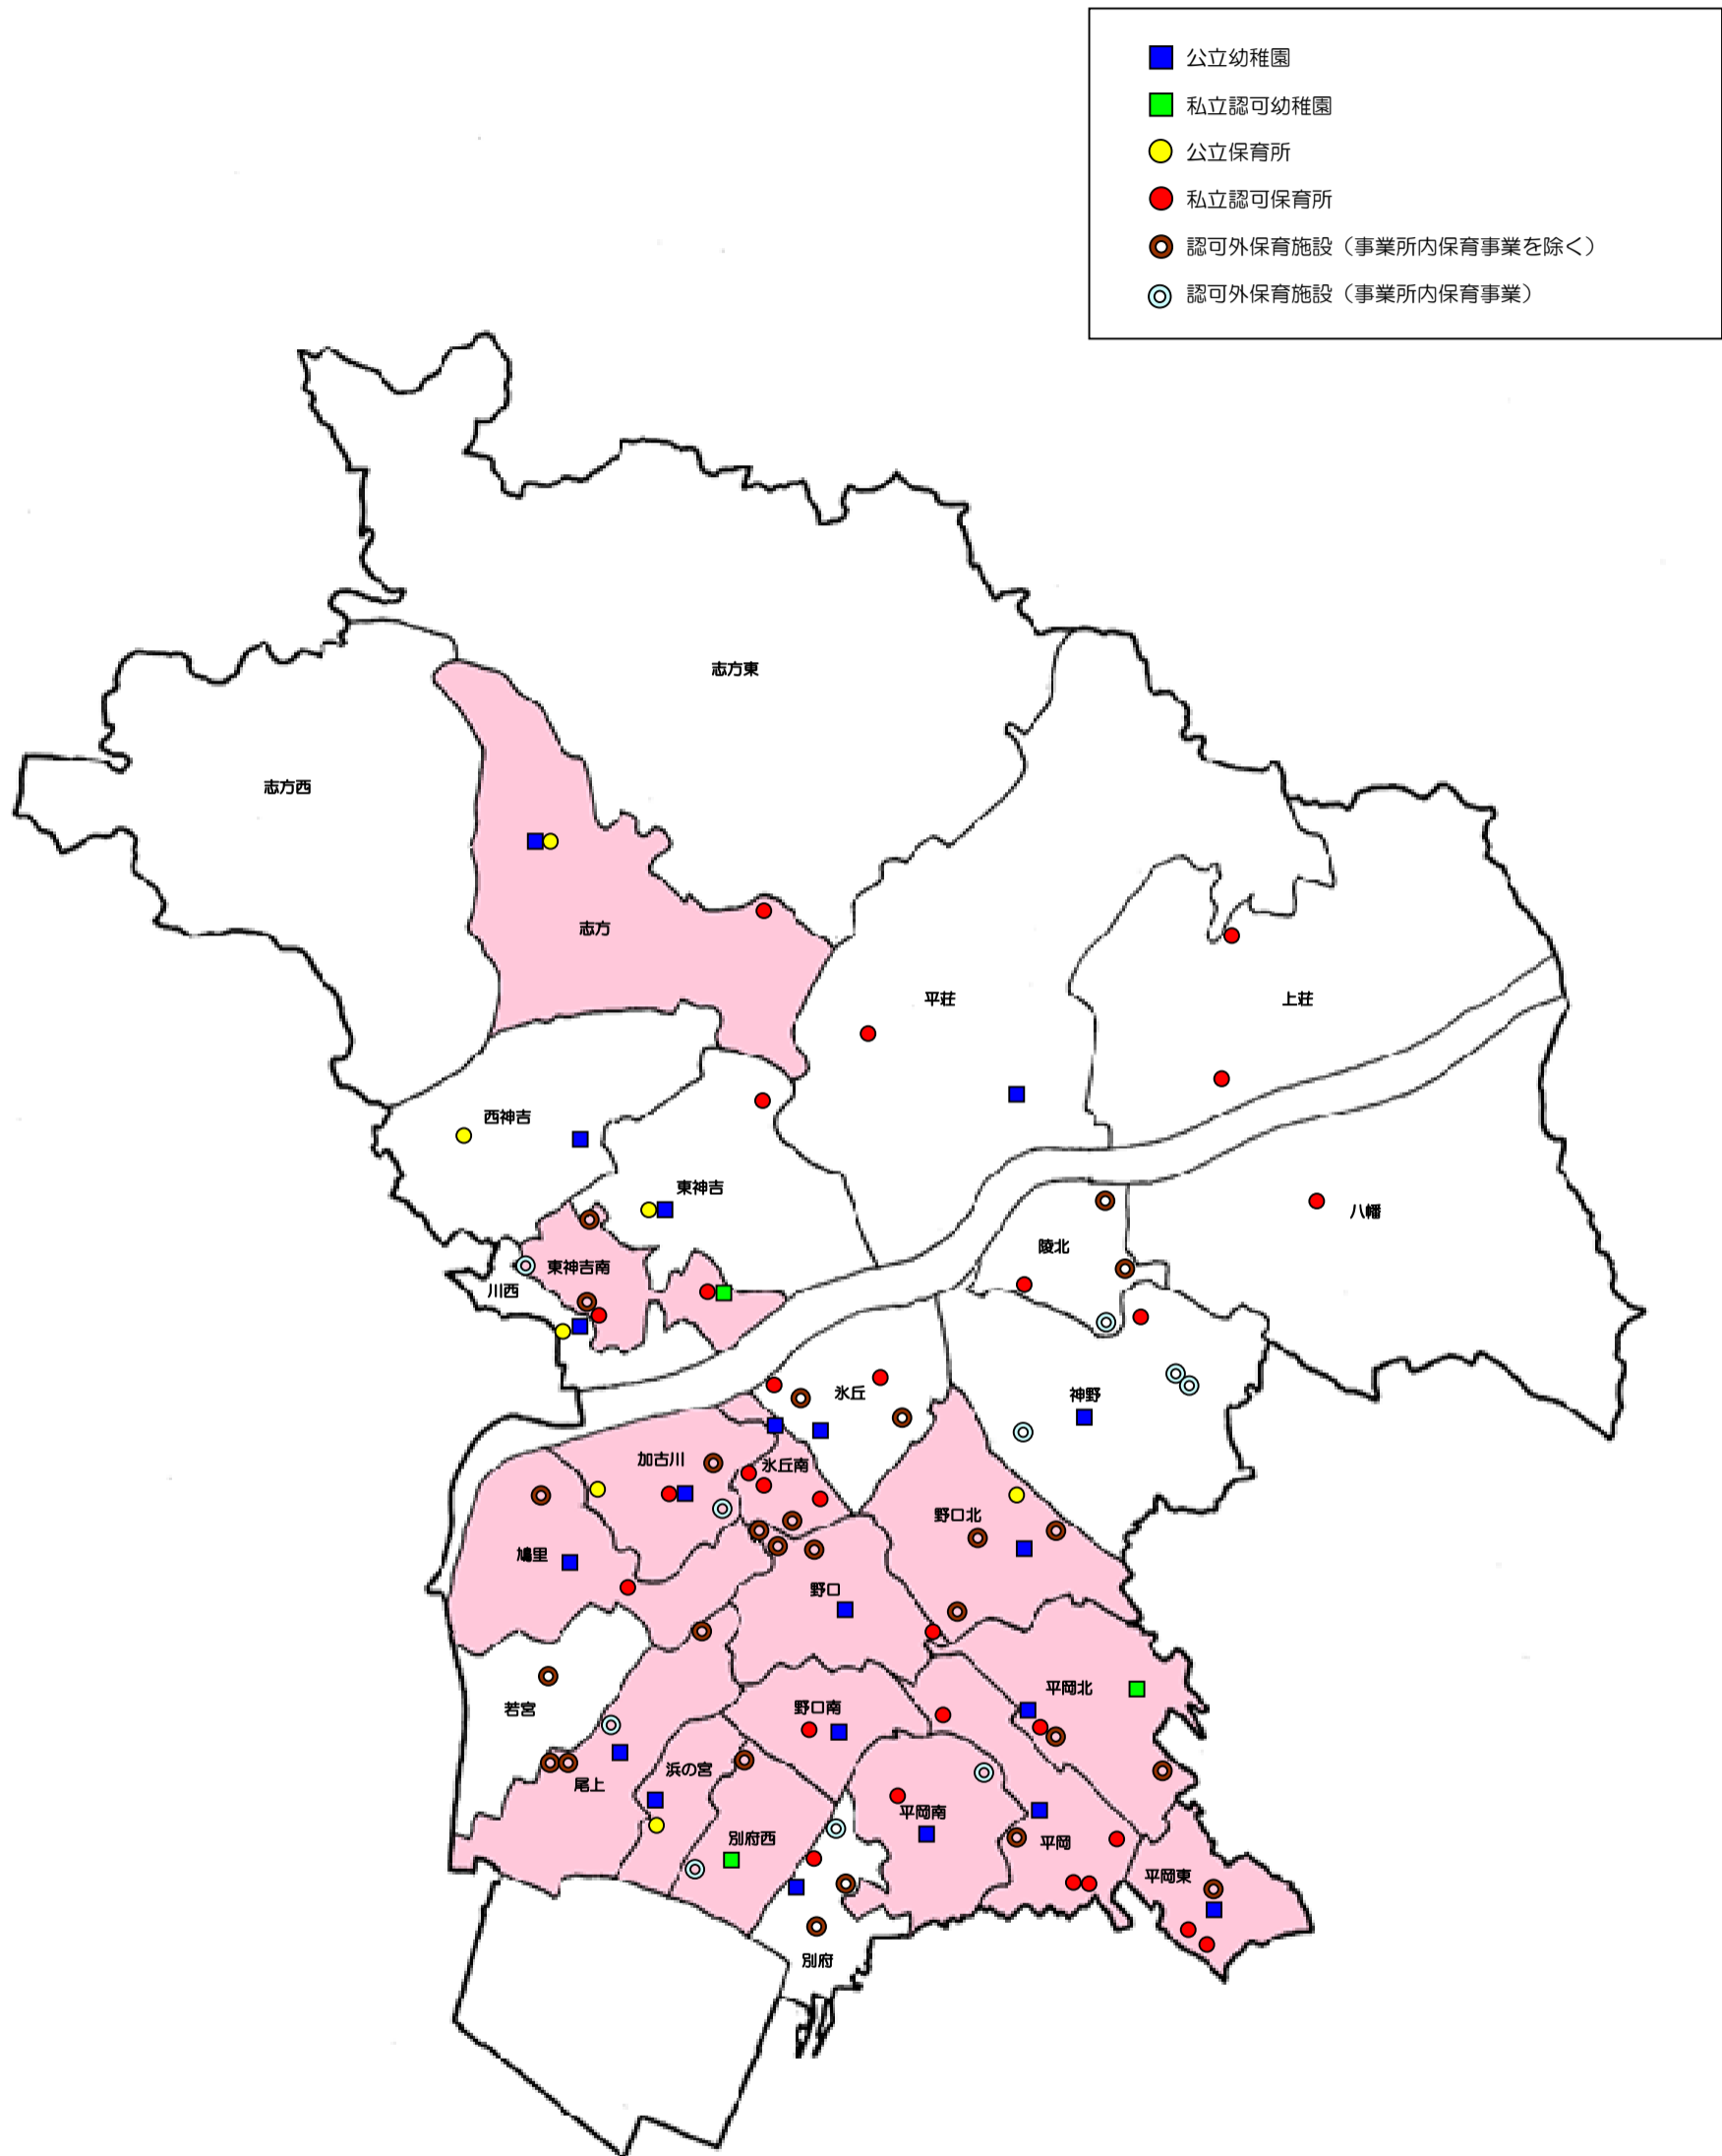 公立幼稚園
私立認可幼稚園
公立保育所
私立認可保育所
認可外保育施設（事業所内保育事業を除く）
認可外保育施設（事業所内保育事業）
志方東
志方西
志方
平荘
上荘
西神吉
東神吉
八幡
陵北
東神吉南
川西
氷丘
神野
加古川
氷丘南
野口北
鳩里
野口
平岡北
野口南
若宮
浜の宮
尾上
平岡南
別府西
平岡
平岡東
別府